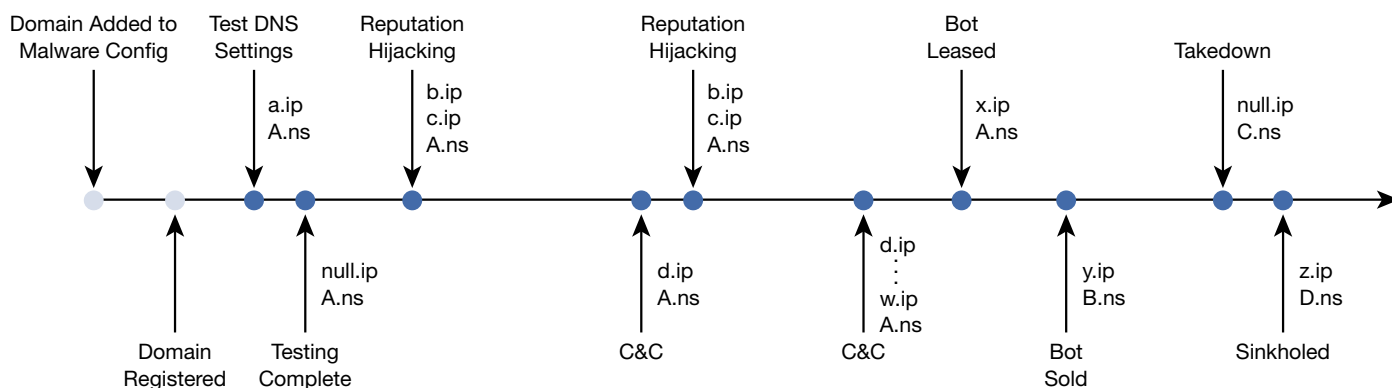 Domain Added to
Malware Config
Test DNS
Settings
Reputation
Hijacking
Reputation
Hijacking
Bot
Leased
Takedown
a.ip
A.ns
b.ip
c.ip
A.ns
b.ip
c.ip
A.ns
x.ip
A.ns
null.ip
C.ns
null.ip
A.ns
d.ip
A.ns
d.ip
w.ip
A.ns
y.ip
B.ns
z.ip
D.ns
Domain
Registered
Testing
Complete
C&C
C&C
Bot
Sold
Sinkholed